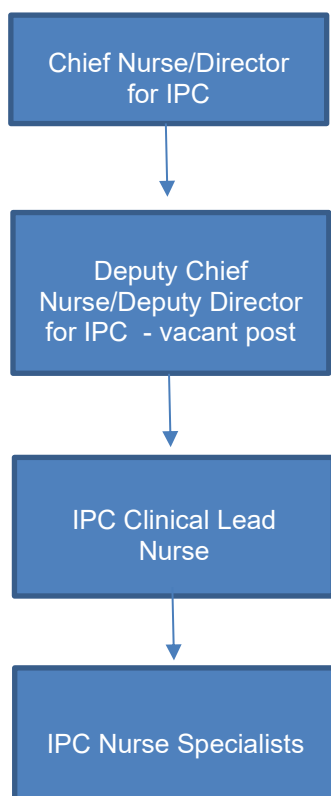 Chief Nurse/Director
for IPC
Deputy Chief
Nurse/Deputy Director
for IPC - vacant post
IPC Clinical Lead
Nurse
IPC Nurse Specialists